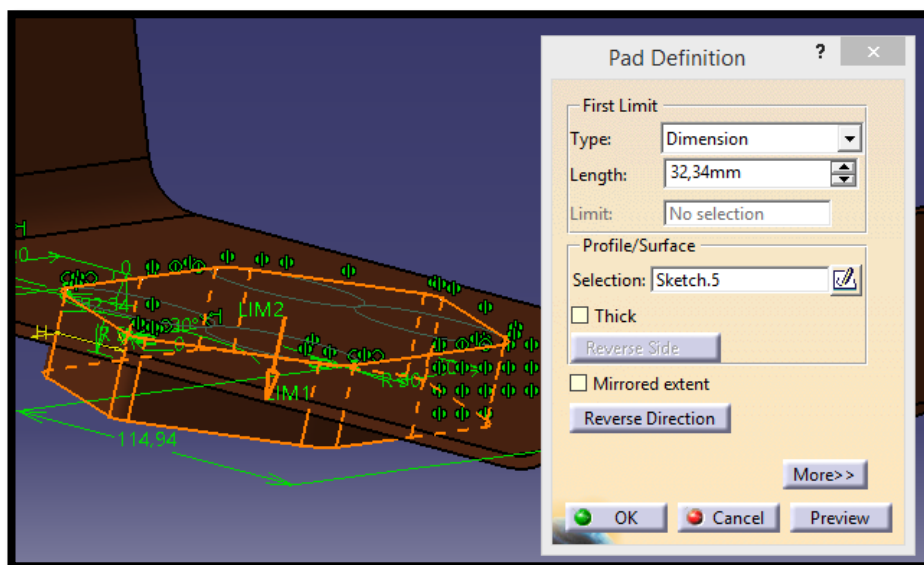 Pad Definition ? ×
First Limit
Type: Dimension
Length: 32,34mm
Limit: No selection
Profile/Surface
Selection: Sketch.5
Thick
Reverse Side
Mirrored extent
Reverse Direction
More>>
OK Cancel Preview
H
0
LIM2
H
H
LIM1
114,94